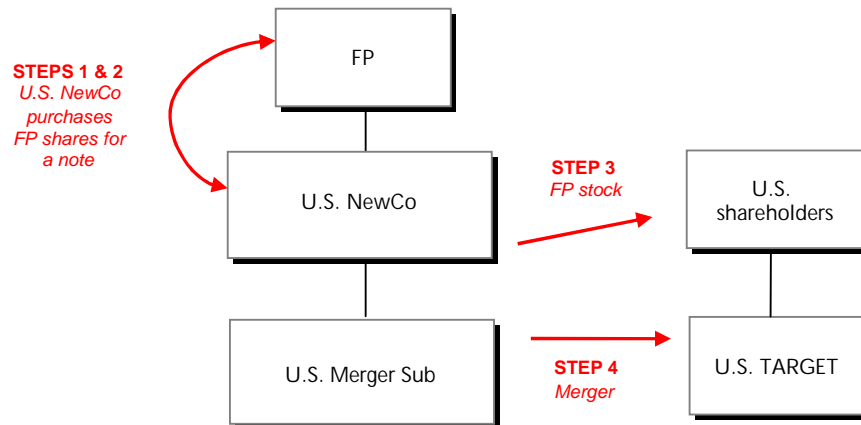 FP
STEPS 1 & 2
U.S. NewCo
purchases
FP shares for
a note
U.S. NewCo
STEP 3
FP stock
U.S.
shareholders
U.S. Merger Sub
STEP 4
Merger
U.S. TARGET